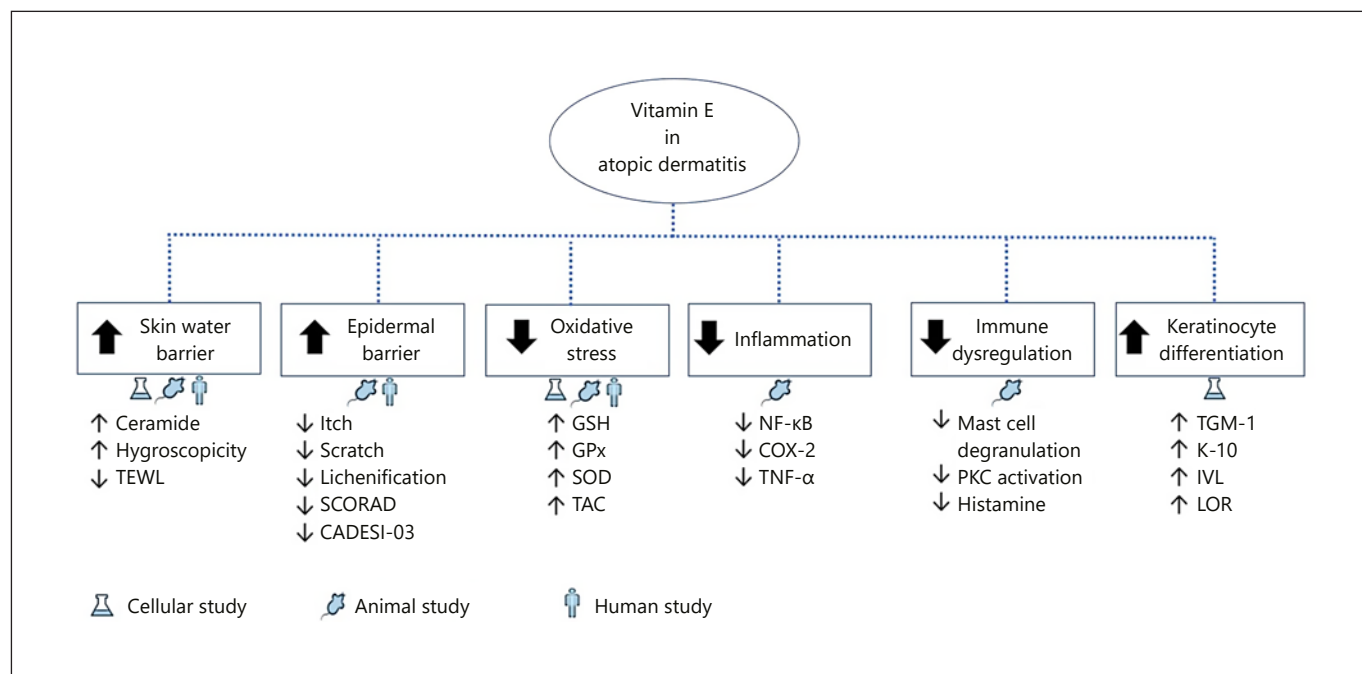 Vitamin E
in
atopic dermatitis
Skin water
barrier
↑ Ceramide
↑ Hygroscopicity
↓ TEWL
Epidermal
barrier
↓ Itch
↓ Scratch
↓ Lichenification
↓ SCORAD
↓ CADESI-03
Oxidative
stress
↑ GSH
↑ GPx
↑ SOD
↑ TAC
Inflammation
↓ NF-κB
↓ COX-2
↓ TNF-α
Immune
dysregulation
↓ Mast cell
degranulation
↓ PKC activation
↓ Histamine
Keratinocyte
differentiation
↑ TGM-1
↑ K-10
↑ IVL
↑ LOR
Cellular study
Animal study
Human study